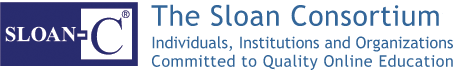 SLOAN-C®
The Sloan Consortium
Individuals, Institutions and Organizations
Committed to Quality Online Education